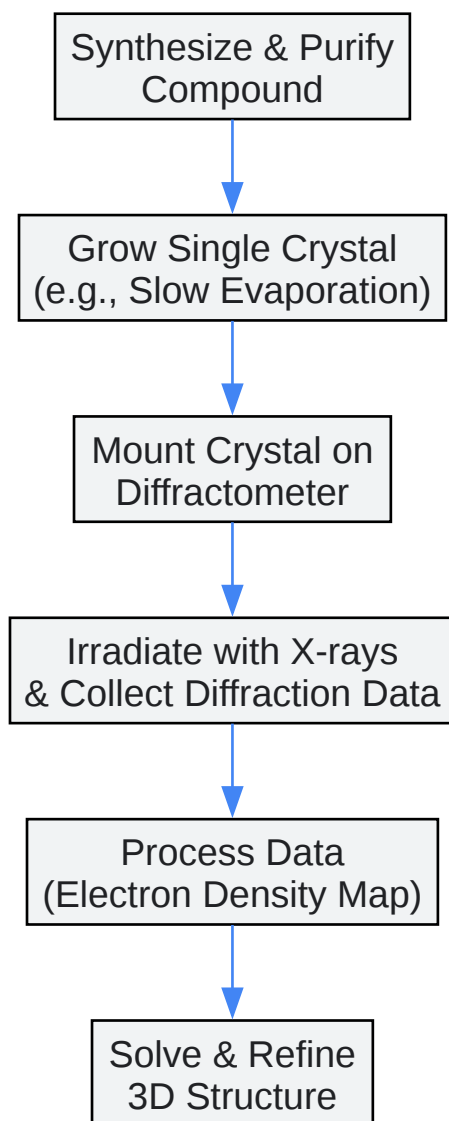 Synthesize & Purify
Compound
Grow Single Crystal
(e.g., Slow Evaporation)
Mount Crystal on
Diffractometer
Irradiate with X-rays
& Collect Diffraction Data
Process Data
(Electron Density Map)
Solve & Refine
3D Structure